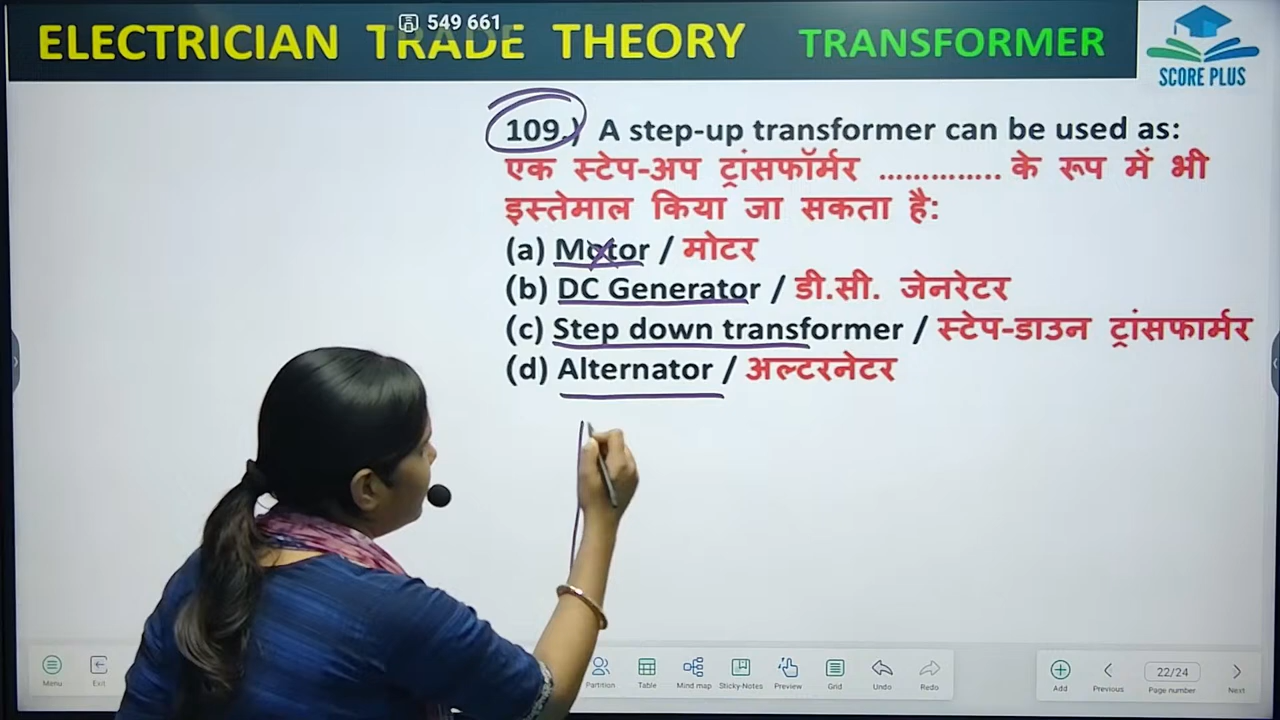 549 661
ELECTRICIAN TRADE THEORY TRANSFORMER
SCORE PLUS
109.) A step-up transformer can be used as:
एक स्टेप-अप ट्रांसफॉर्मर .............. के रूप में भी
इस्तेमाल किया जा सकता है:
(a) Motor / मोटर
(b) DC Generator / डी.सी. जेनरेटर
(c) Step down transformer / स्टेप-डाउन ट्रांसफार्मर
(d) Alternator / अल्टरनेटर
Menu Exit Partition Table Mind map Sticky-Notes Preview Grid Undo Redo Add Previous 22/24 Page number Next